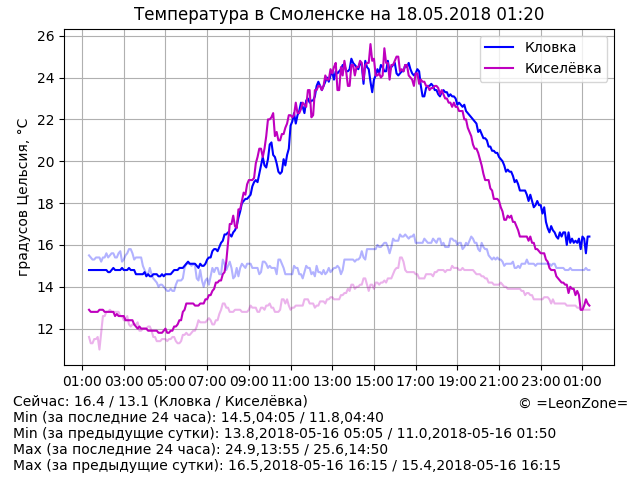 Температура в Смоленске на 18.05.2018 01:20
26
24
22
20
18
16
14
12
градусов Цельсия, °C
Кловка
Киселёвка
01:00 03:00 05:00 07:00 09:00 11:00 13:00 15:00 17:00 19:00 21:00 23:00 01:00
Сейчас: 16.4 / 13.1 (Кловка / Киселёвка)
© =LeonZone=
Min (за последние 24 часа): 14.5,04:05 / 11.8,04:40
Min (за предыдущие сутки): 13.8,2018-05-16 05:05 / 11.0,2018-05-16 01:50
Max (за последние 24 часа): 24.9,13:55 / 25.6,14:50
Max (за предыдущие сутки): 16.5,2018-05-16 16:15 / 15.4,2018-05-16 16:15